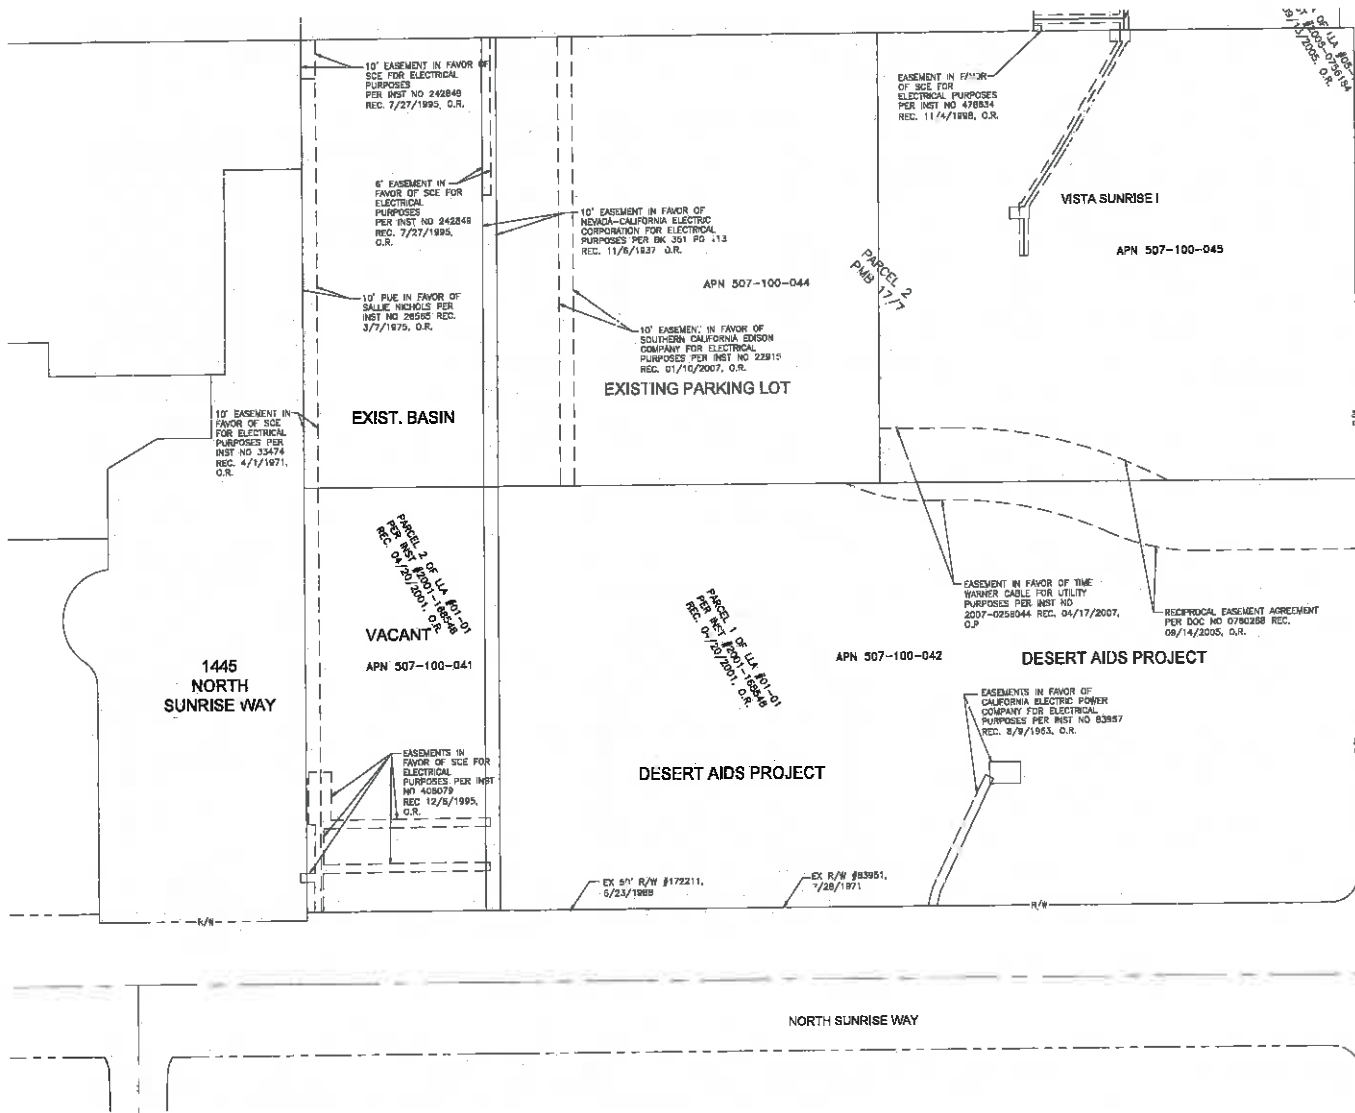 10' EASEMENT IN FAVOR OF
SCE FOR ELECTRICAL
PURPOSES
PER INST NO 242848
REC. 7/27/1995, O.R.
EASEMENT IN FAVOR
OF SCE FOR
ELECTRICAL PURPOSES
PER INST NO 478834
REC. 11/4/1998, O.R.
OF LLA
O.R.
6' EASEMENT IN
FAVOR OF SCE FOR
ELECTRICAL
PURPOSES
PER INST NO 242848
REC. 7/27/1995,
O.R.
10' EASEMENT IN FAVOR OF
NEVADA-CALIFORNIA ELECTRIC
CORPORATION FOR ELECTRICAL
PURPOSES PER BK 351 PG 113
REC. 11/6/1937 O.R.
VISTA SUNRISE I
APN 507-100-045
APN 507-100-044
PARCEL 2
PMB 17/7
10' PUE IN FAVOR OF
SALLIE NICHOLS PER
INST NO 26565 REC.
3/7/1975, O.R.
10' EASEMENT IN FAVOR OF
SOUTHERN CALIFORNIA EDISON
COMPANY FOR ELECTRICAL
PURPOSES PER INST NO 22915
REC. 01/10/2007, O.R.
EXISTING PARKING LOT
EXIST. BASIN
10' EASEMENT IN
FAVOR OF SCE
FOR ELECTRICAL
PURPOSES PER
INST NO 33474
REC. 4/1/1971,
O.R.
PARCEL 2 OF LLA #01-01
PER INST #2001-168548
REC. 04/20/2001, O.R.
VACANT
APN 507-100-041
PARCEL 1 OF LLA #01-01
PER INST #2001-168548
REC. 04/20/2001, O.R.
EASEMENT IN FAVOR OF TIME
WARNER CABLE FOR UTILITY
PURPOSES PER INST NO
2007-0258044 REC. 04/17/2007,
RECIPROCAL EASEMENT AGREEMENT
PER DOC NO 0760288 REC.
09/14/2005, O.R.
APN 507-100-042
DESERT AIDS PROJECT
1445
NORTH
SUNRISE WAY
EASEMENTS IN FAVOR OF
CALIFORNIA ELECTRIC POWER
COMPANY FOR ELECTRICAL
PURPOSES PER INST NO 83957
REC. 8/9/1963, O.R.
EASEMENTS IN
FAVOR OF SCE FOR
ELECTRICAL
PURPOSES PER INST
NO 408079
REC 12/6/1995,
O.R.
DESERT AIDS PROJECT
EX 50' R/W #172211,
6/23/1988
EX R/W #83951,
7/28/1971
R/W
R/W
NORTH SUNRISE WAY